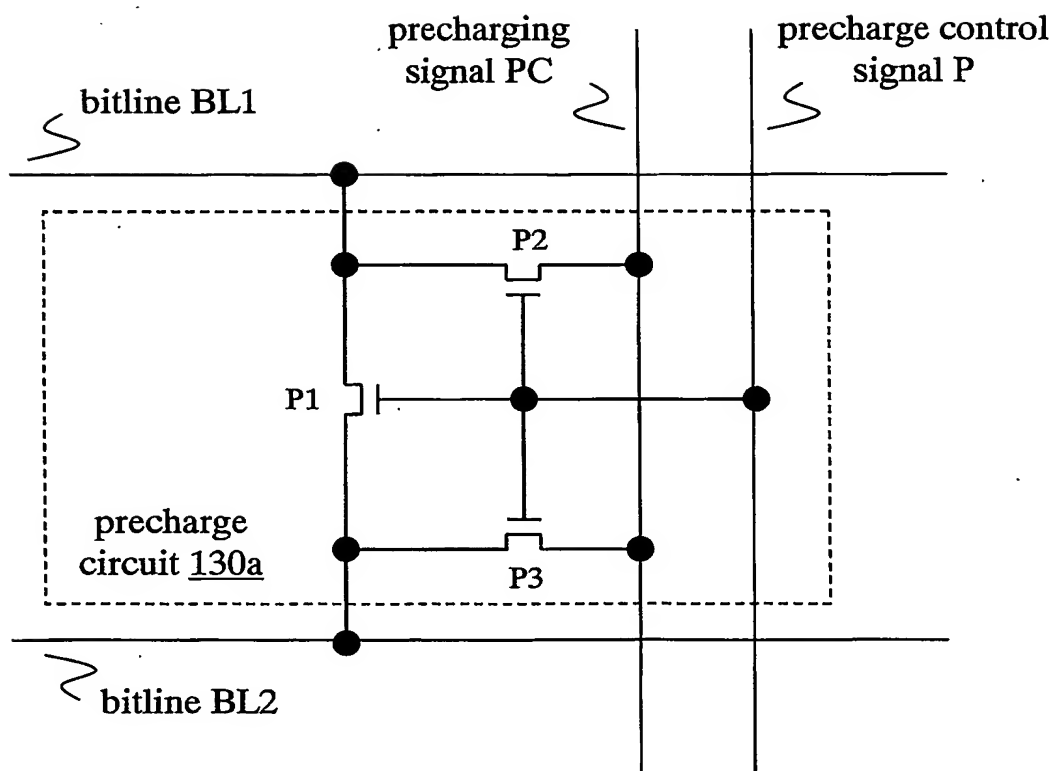 precharging
signal PC
precharge control
signal P
bitline BL1
P2
P1
precharge
circuit 130a
P3
bitline BL2